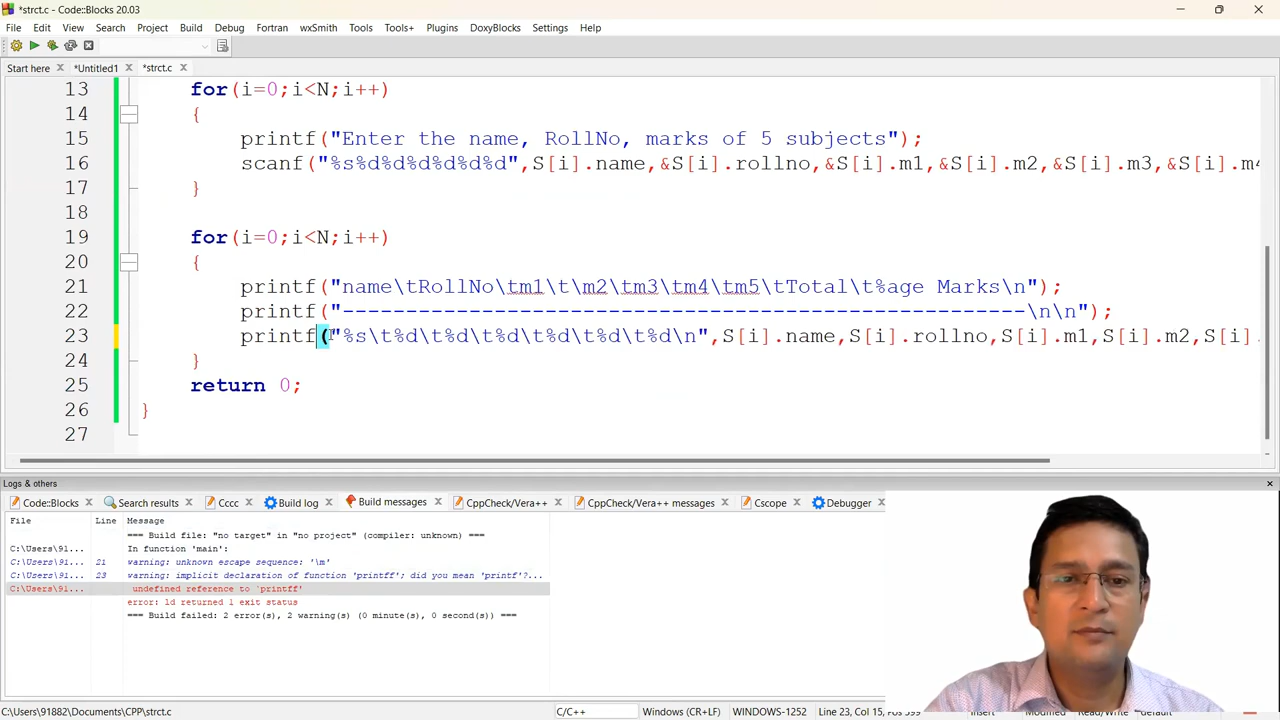 *strct.c - Code::Blocks 20.03
File Edit View Search Project Build Debug Fortran wxSmith Tools Tools+ Plugins DoxyBlocks Settings Help
Start here *Untitled1 *strct.c
13 for(i=0;i<N;i++)
14 {
15 printf("Enter the name, RollNo, marks of 5 subjects");
16 scanf("%s%d%d%d%d%d%d",S[i].name,&S[i].rollno,&S[i].m1,&S[i].m2,&S[i].m3,&S[i].m4
17 }
18
19 for(i=0;i<N;i++)
20 {
21 printf("name\tRollNo\tm1\t\m2\tm3\tm4\tm5\tTotal\t%age Marks\n");
22 printf("------------------------------------------------------\n\n");
23 printf("%s\t%d\t%d\t%d\t%d\t%d\t%d\n",S[i].name,S[i].rollno,S[i].m1,S[i].m2,S[i].
24 }
25 return 0;
26 }
27
Logs & others
Code::Blocks Search results Cccc Build log Build messages CppCheck/Vera++ CppCheck/Vera++ messages Cscope Debugger
File Line Message
=== Build file: "no target" in "no project" (compiler: unknown) ===
C:\Users\91... In function 'main':
C:\Users\91... 21 warning: unknown escape sequence: '\m'
C:\Users\91... 23 warning: implicit declaration of function 'printff'; did you mean 'printf'?...
C:\Users\91... undefined reference to `printff'
error: ld returned 1 exit status
=== Build failed: 2 error(s), 2 warning(s) (0 minute(s), 0 second(s)) ===
C:\Users\91882\Documents\CPP\strct.c C/C++ Windows (CR+LF) WINDOWS-1252 Line 23, Col 15, Pos 599 Insert Modified Read/Write default